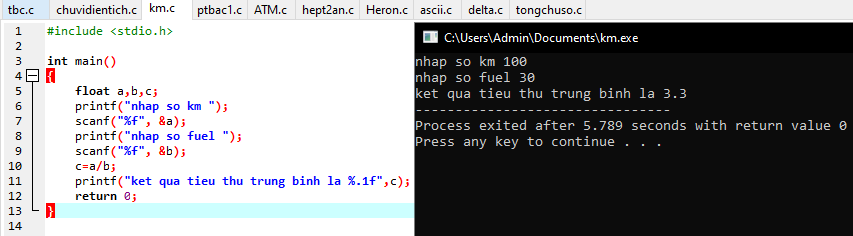 tbc.c chuvidientich.c km.c ptbac1.c ATM.c hept2an.c Heron.c ascii.c delta.c tongchuso.c
1 #include <stdio.h>
2
3 int main()
4 {
5 float a,b,c;
6 printf("nhap so km ");
7 scanf("%f", &a);
8 printf("nhap so fuel ");
9 scanf("%f", &b);
10 c=a/b;
11 printf("ket qua tieu thu trung binh la %.1f",c);
12 return 0;
13 }
14
C:\Users\Admin\Documents\km.exe
nhap so km 100
nhap so fuel 30
ket qua tieu thu trung binh la 3.3
--------------------------------
Process exited after 5.789 seconds with return value 0
Press any key to continue . . .